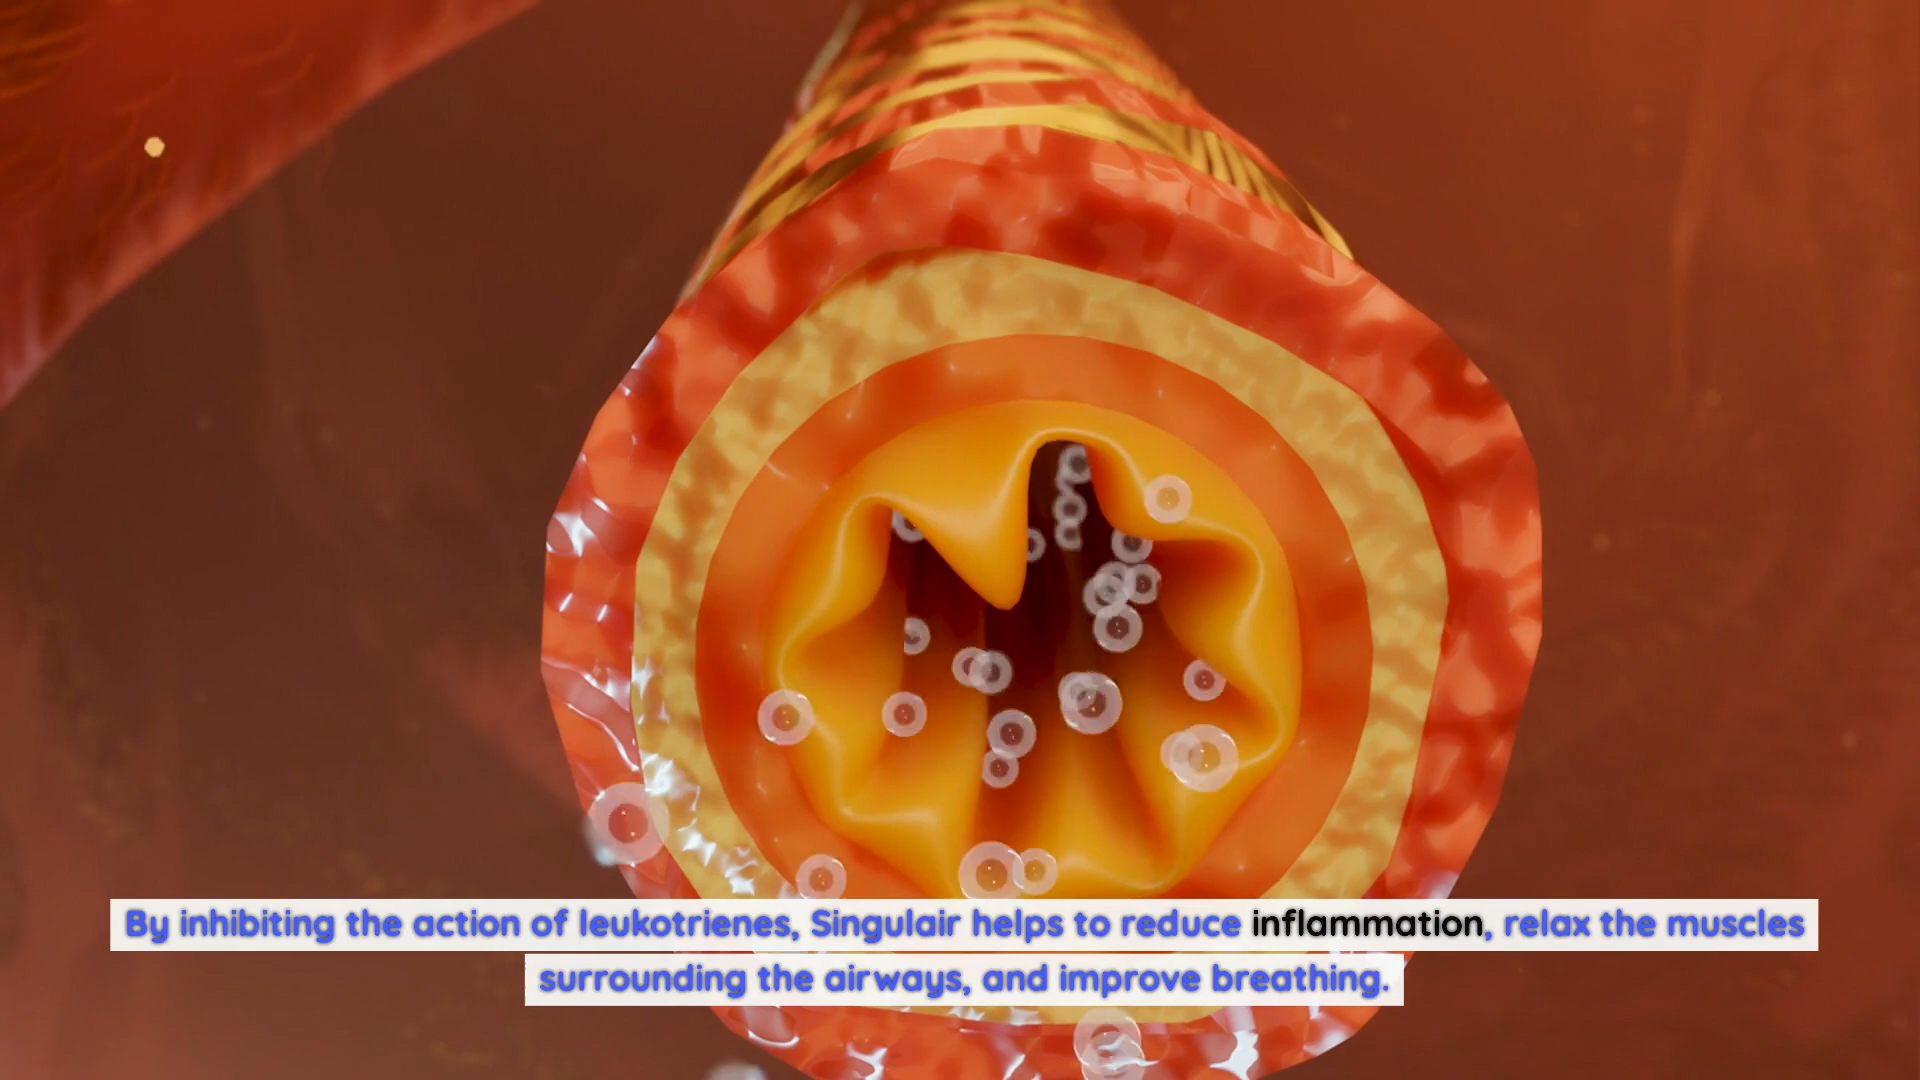 By inhibiting the action of leukotrienes, Singulair helps to reduce inflammation, relax the muscles
surrounding the airways, and improve breathing.